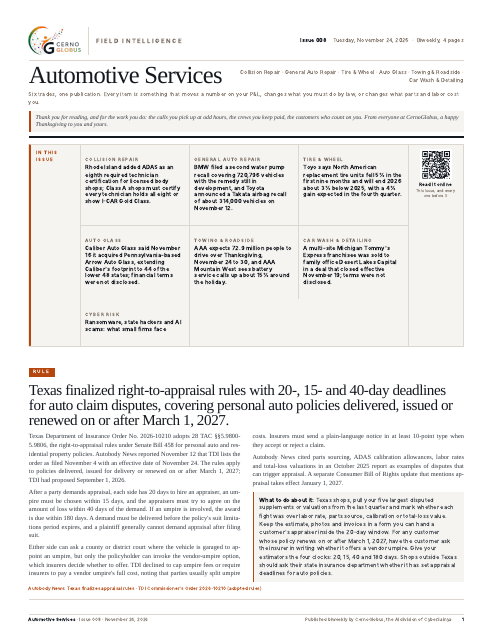 CERNO
GLOBUS
FIELD INTELLIGENCE
Issue 008 · Tuesday, November 24, 2026 · Biweekly, 4 pages
Automotive Services
Collision Repair · General Auto Repair · Tire & Wheel · Auto Glass · Towing & Roadside ·
Car Wash & Detailing
Six trades, one publication. Every item is something that moves a number on your P&L, changes what you must do by law, or changes what parts and labor cost
you.
Thank you for reading, and for the work you do: the calls you pick up at odd hours, the crews you keep paid, the customers who count on you. From everyone at CernoGlobus, a happy
Thanksgiving to you and yours.
IN THIS
ISSUE
COLLISION REPAIR
Rhode Island added ADAS as an
eighth required technician
certification for licensed body
shops; Class A shops must certify
every technician holds all eight or
show I-CAR Gold Class.
GENERAL AUTO REPAIR
BMW filed a second water pump
recall covering 720,796 vehicles
with the remedy still in
development, and Toyota
announced a Takata airbag recall
of about 314,000 vehicles on
November 12.
TIRE & WHEEL
Toyo says North American
replacement tire units fell 5% in the
first nine months and will end 2026
about 3% below 2025, with a 4%
gain expected in the fourth quarter.
Read it online
This issue, and every
one before it
AUTO GLASS
Caliber Auto Glass said November
16 it acquired Pennsylvania-based
Arrow Auto Glass, extending
Caliber's footprint to 44 of the
lower 48 states; financial terms
were not disclosed.
TOWING & ROADSIDE
AAA expects 72.9 million people to
drive over Thanksgiving,
November 24 to 30, and AAA
Mountain West sees battery
service calls up about 15% around
the holiday.
CAR WASH & DETAILING
A multi-site Michigan Tommy's
Express franchisee was sold to
family office Desert Lakes Capital
in a deal that closed effective
November 19; terms were not
disclosed.
CYBER RISK
Ransomware, state hackers and AI
scams: what small firms face
RULE
Texas finalized right-to-appraisal rules with 20-, 15- and 40-day deadlines
for auto claim disputes, covering personal auto policies delivered, issued or
renewed on or after March 1, 2027.
Texas Department of Insurance Order No. 2026-10210 adopts 28 TAC §§5.9800-
5.9806, the right-to-appraisal rules under Senate Bill 458 for personal auto and res-
idential property policies. Autobody News reported November 12 that TDI lists the
order as filed November 4 with an effective date of November 24. The rules apply
to policies delivered, issued for delivery or renewed on or after March 1, 2027;
TDI had proposed September 1, 2026.
After a party demands appraisal, each side has 20 days to hire an appraiser, an um-
pire must be chosen within 15 days, and the appraisers must try to agree on the
amount of loss within 40 days of the demand. If an umpire is involved, the award
is due within 180 days. A demand must be delivered before the policy's suit limita-
tions period expires, and a plaintiff generally cannot demand appraisal after filing
suit.
Either side can ask a county or district court where the vehicle is garaged to ap-
point an umpire, but only the policyholder can invoke the vendor-umpire option,
which insurers decide whether to offer. TDI declined to cap umpire fees or require
insurers to pay a vendor umpire's full cost, noting that parties usually split umpire
costs. Insurers must send a plain-language notice in at least 10-point type when
they accept or reject a claim.
Autobody News cited parts sourcing, ADAS calibration allowances, labor rates
and total-loss valuations in an October 2025 report as examples of disputes that
can trigger appraisal. A separate Consumer Bill of Rights update that mentions ap-
praisal takes effect January 1, 2027.
What to do about it: Texas shops, pull your five largest disputed
supplements or valuations from the last quarter and mark whether each
fight was over labor rate, parts source, calibration or total-loss value.
Keep the estimate, photos and invoices in a form you can hand a
customer's appraiser inside the 20-day window. For any customer
whose policy renews on or after March 1, 2027, have the customer ask
the insurer in writing whether it offers a vendor umpire. Give your
estimators the four clocks: 20, 15, 40 and 180 days. Shops outside Texas
should ask their state insurance department whether it has set appraisal
deadlines for auto policies.
Autobody News: Texas finalizes appraisal rules · TDI Commissioner's Order 2026-10210 (adopted rule)
Automotive Services · Issue 008 · November 24, 2026
Published biweekly by CernoGlobus, the AI division of Cyberlainga 1